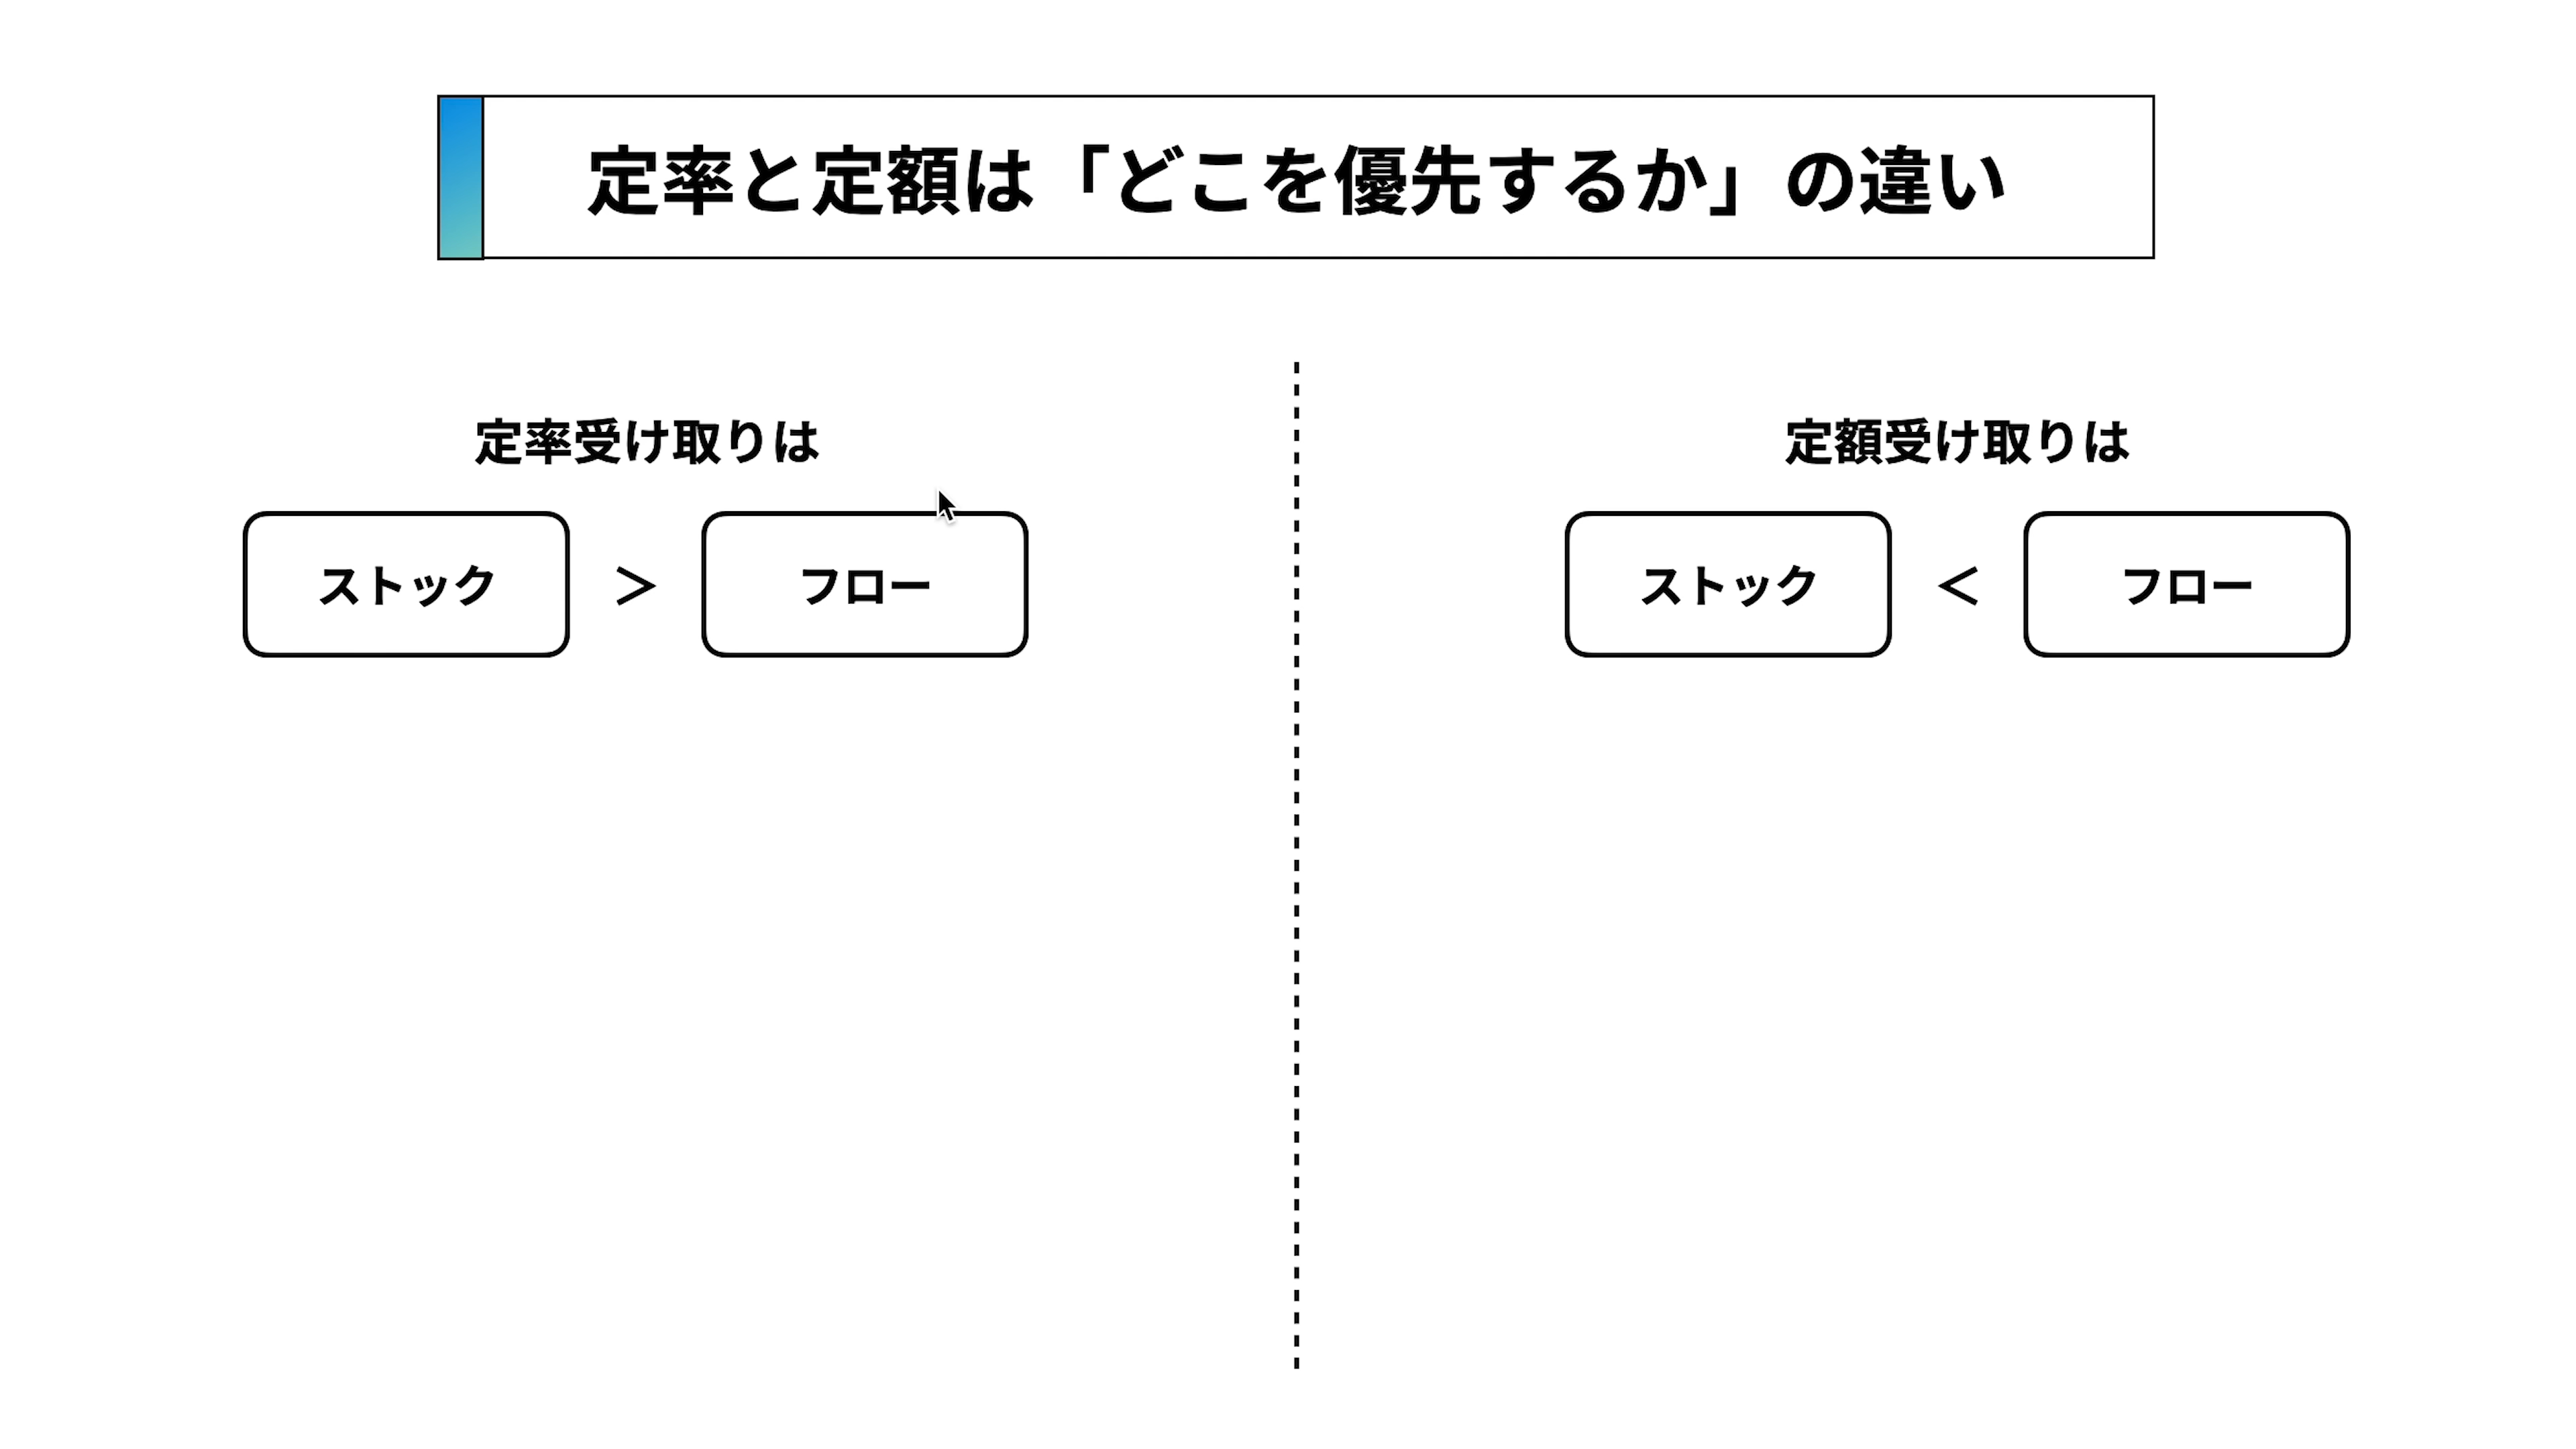 定率と定額は「どこを優先するか」の違い
定率受け取りは
ストック > フロー
定額受け取りは
ストック < フロー